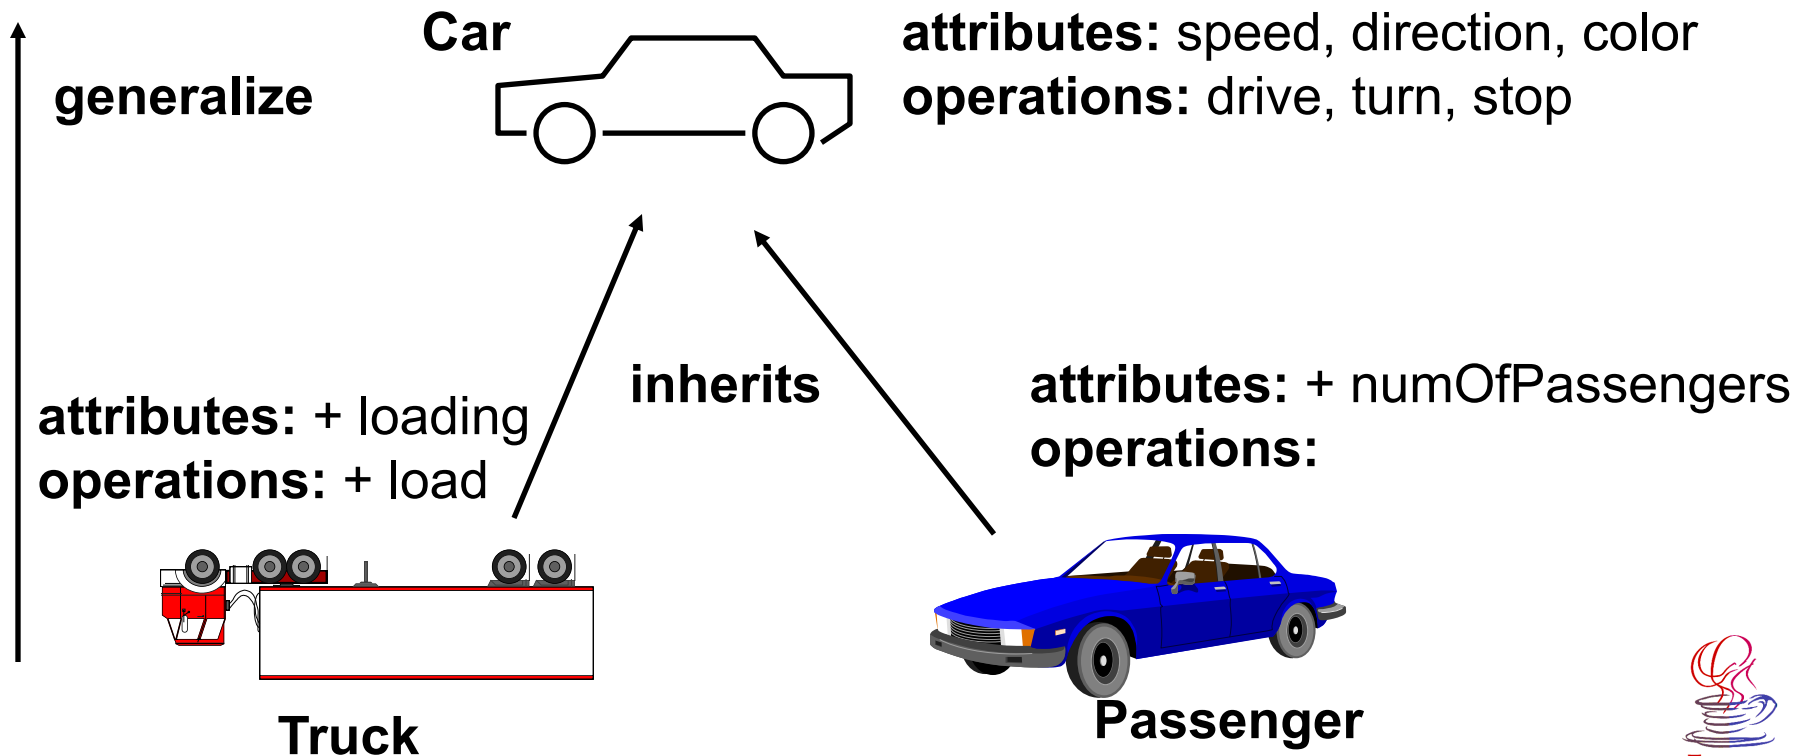 Car
attributes: speed, direction, color
operations: drive, turn, stop
generalize
inherits
attributes: + loading
operations: + load
attributes: + numOfPassengers
operations:
Truck
Passenger